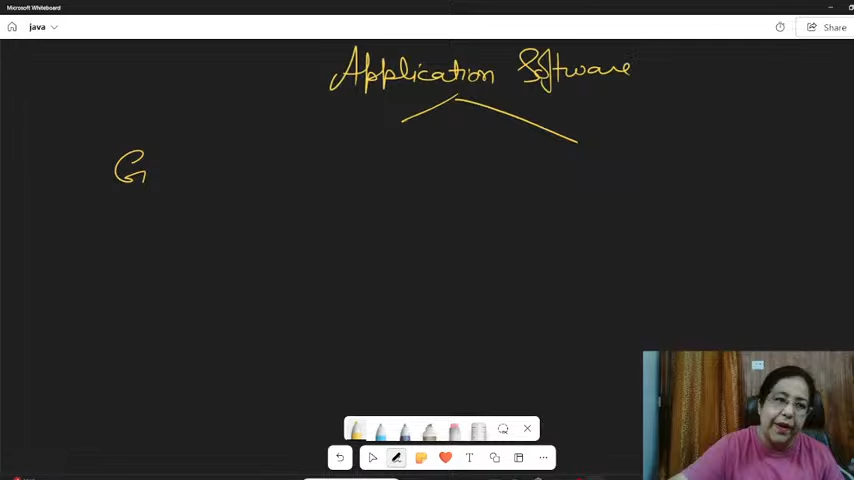 Microsoft Whiteboard
java
Share
Application Software
G